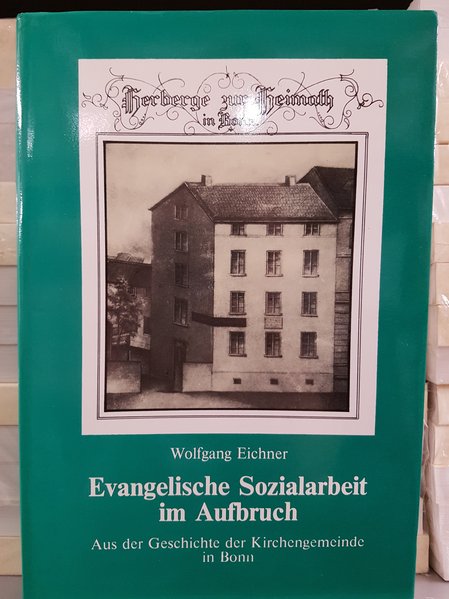 Herberge zur Heimath
in Bonn
Wolfgang Eichner
Evangelische Sozialarbeit
im Aufbruch
Aus der Geschichte der Kirchengemeinde
in Bonn